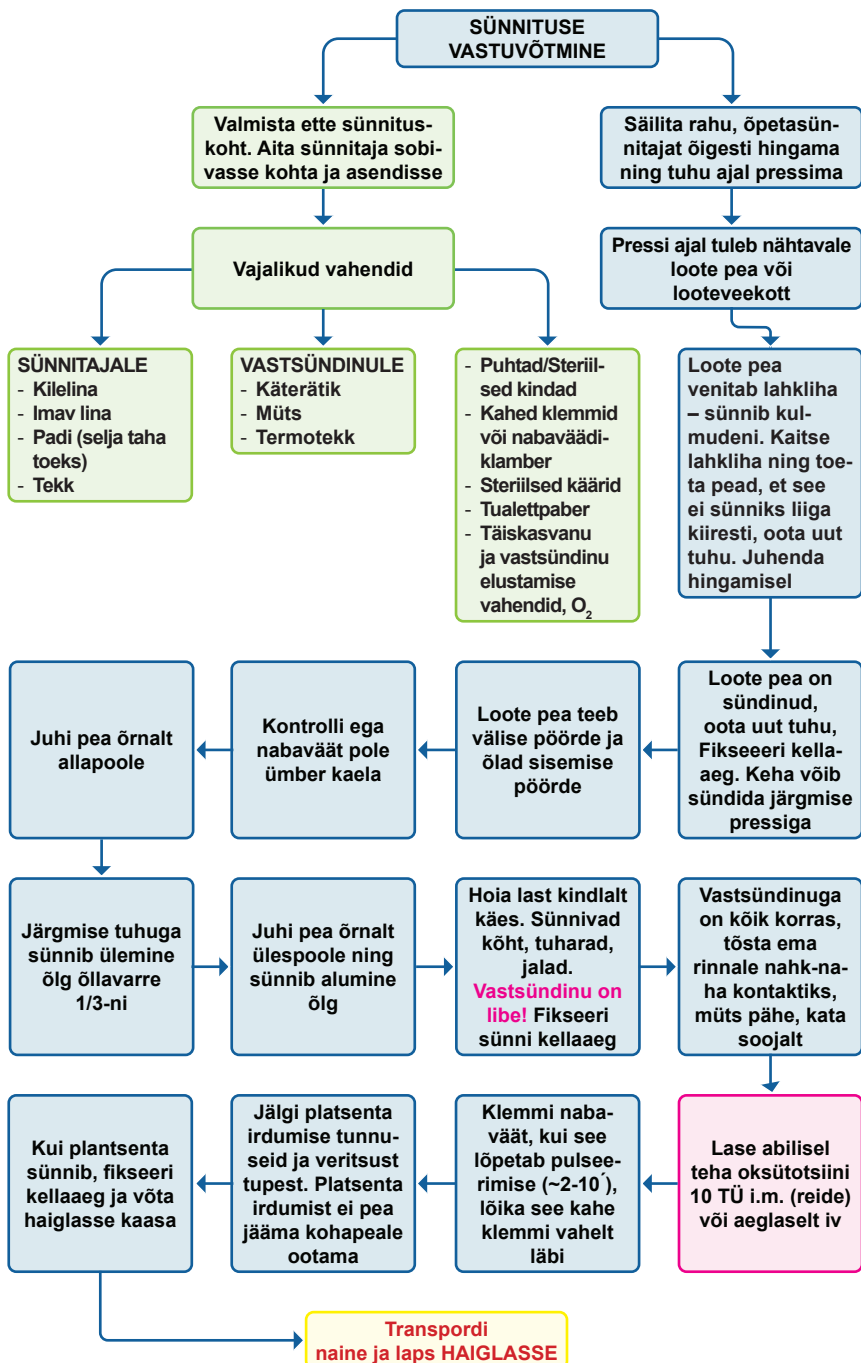 SÜNNITUSE
VASTUVÕTMINE
Valmista ette sünnitus-
koht. Aita sünnitaja sobi-
vasse kohta ja asendisse
Säilita rahu, õpetasün-
nitajat õigesti hingama
ning tuhu ajal pressima
Vajalikud vahendid
Pressi ajal tuleb nähtavale
loote pea või
looteveekott
SÜNNITAJALE
- Kilelina
- Imav lina
- Padi (selja taha
toeks)
- Tekk
VASTSÜNDINULE
- Käterätik
- Müts
- Termotekk
- Puhtad/Steriil-
sed kindad
- Kahed klemmid
või nabaväädi-
klamber
- Steriilsed käärid
- Tualettpaber
- Täiskasvanu
ja vastsündinu
elustamise
vahendid, O₂
Loote pea
venitab lahkliha
– sünnib kul-
mudeni. Kaitse
lahkliha ning toe-
ta pead, et see
ei sünniks liiga
kiiresti, oota uut
tuhu. Juhenda
hingamisel
Loote pea on
sündinud,
oota uut tuhu,
Fikseeeri kella-
aeg. Keha võib
sündida järgmise
pressiga
Loote pea teeb
välise pöörde ja
õlad sisemise
pöörde
Kontrolli ega
nabaväät pole
ümber kaela
Juhi pea õrnalt
allapoole
Järgmise tuhuga
sünnib ülemine
õlg õllavarre
1/3-ni
Juhi pea õrnalt
ülespoole ning
sünnib alumine
õlg
Hoia last kindlalt
käes. Sünnivad
kõht, tuharad,
jalad.
Vastsündinu on
libe! Fikseeri
sünni kellaaeg
Vastsündinuga
on kõik korras,
tõsta ema
rinnale nahk-na-
ha kontaktiks,
müts pähe, kata
soojalt
Lase abilisel
teha oksütotsiini
10 TÜ i.m. (reide)
või aeglaselt iv
Klemmi naba-
väät, kui see
lõpetab pulsee-
rimise (~2-10´),
lõika see kahe
klemmi vahelt
läbi
Jälgi platsenta
irdumise tunnu-
seid ja veritsust
tupest. Platsenta
irdumist ei pea
jääma kohapeale
ootama
Kui plantsenta
sünnib, fikseeri
kellaaeg ja võta
haiglasse kaasa
Transpordi
naine ja laps HAIGLASSE